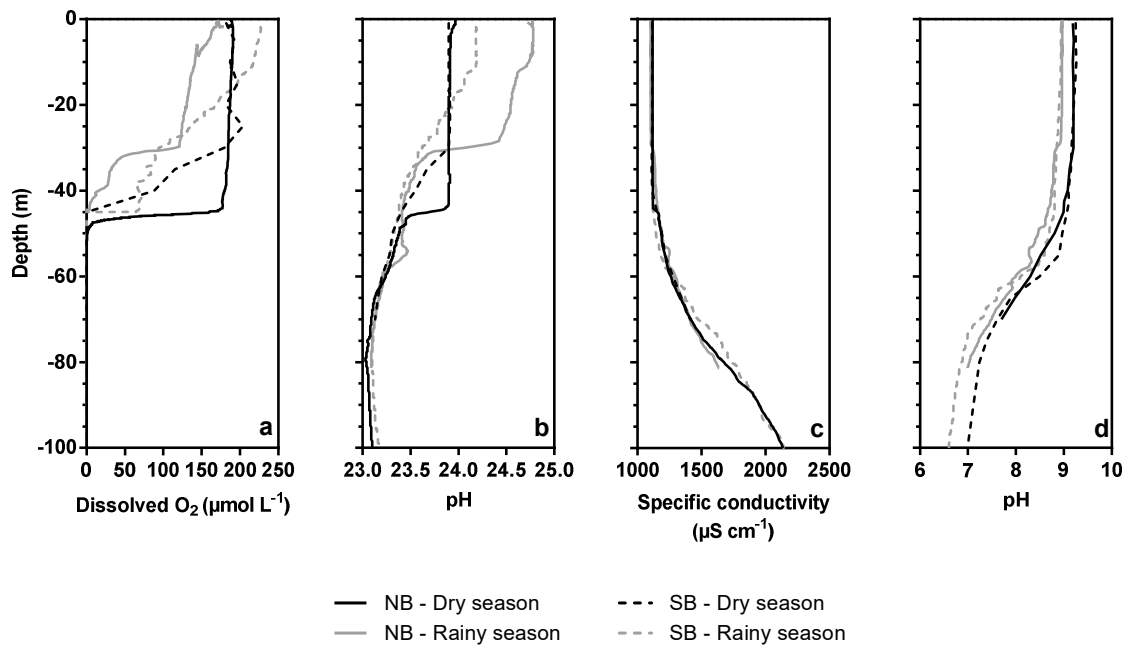 0
-20
-40
-60
-80
-100
Depth (m)
a
b
c
d
0 50 100 150 200 250
23.0 23.5 24.0 24.5 25.0
1000 1500 2000 2500
6 7 8 9 10
Dissolved O2 (µmol L-1)
pH
Specific conductivity
(µS cm-1)
pH
NB - Dry season
SB - Dry season
NB - Rainy season
SB - Rainy season